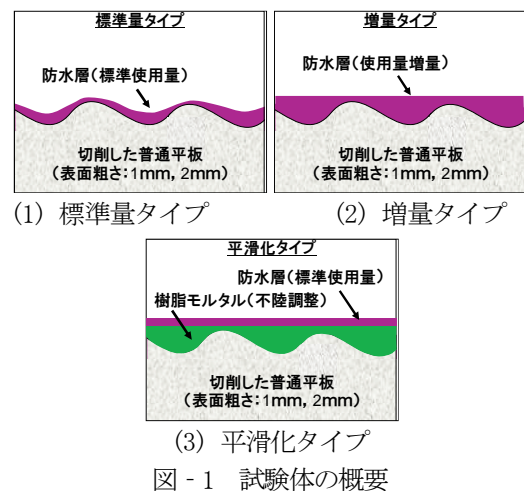 標準量タイプ
防水層(標準使用量)
切削した普通平板
(表面粗さ:1mm, 2mm)
(1) 標準量タイプ
増量タイプ
防水層(使用量増量)
切削した普通平板
(表面粗さ:1mm, 2mm)
(2) 増量タイプ
平滑化タイプ
防水層(標準使用量)
樹脂モルタル(不陸調整)
切削した普通平板
(表面粗さ:1mm, 2mm)
(3) 平滑化タイプ
図 - 1 試験体の概要